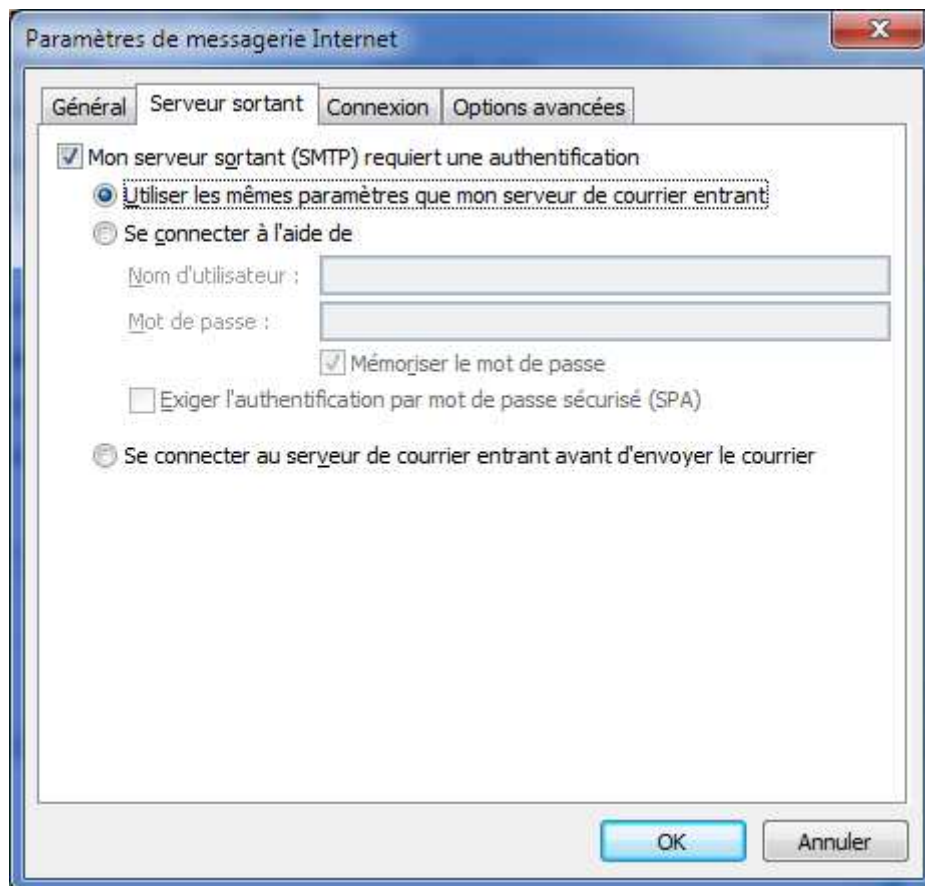 Paramètres de messagerie Internet
Général Serveur sortant Connexion Options avancées
Mon serveur sortant (SMTP) requiert une authentification
Utiliser les mêmes paramètres que mon serveur de courrier entrant
Se connecter à l'aide de
Nom d'utilisateur :
Mot de passe :
Mémoriser le mot de passe
Exiger l'authentification par mot de passe sécurisé (SPA)
Se connecter au serveur de courrier entrant avant d'envoyer le courrier
OK Annuler